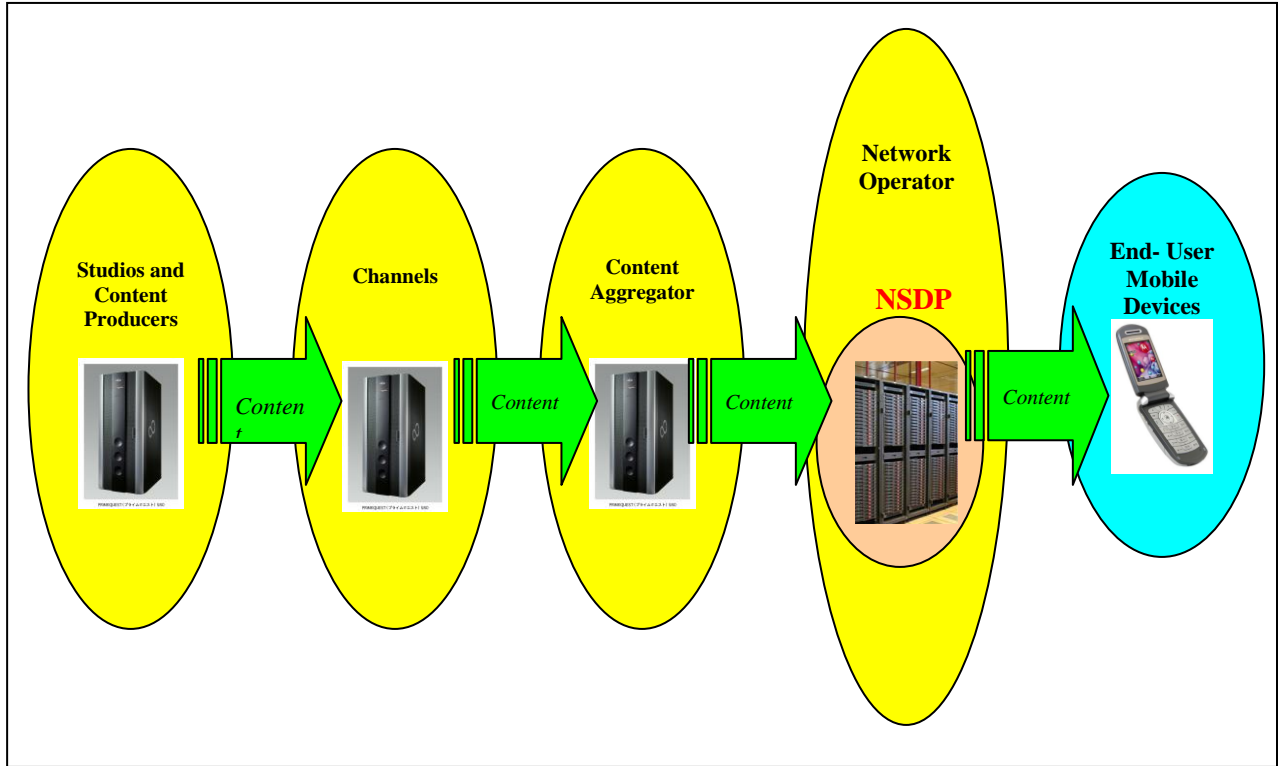 Studios and
Content
Producers
Channels
Content
Aggregator
Network
Operator
NSDP
End- User
Mobile
Devices
Conten
t
Content
Content
Content